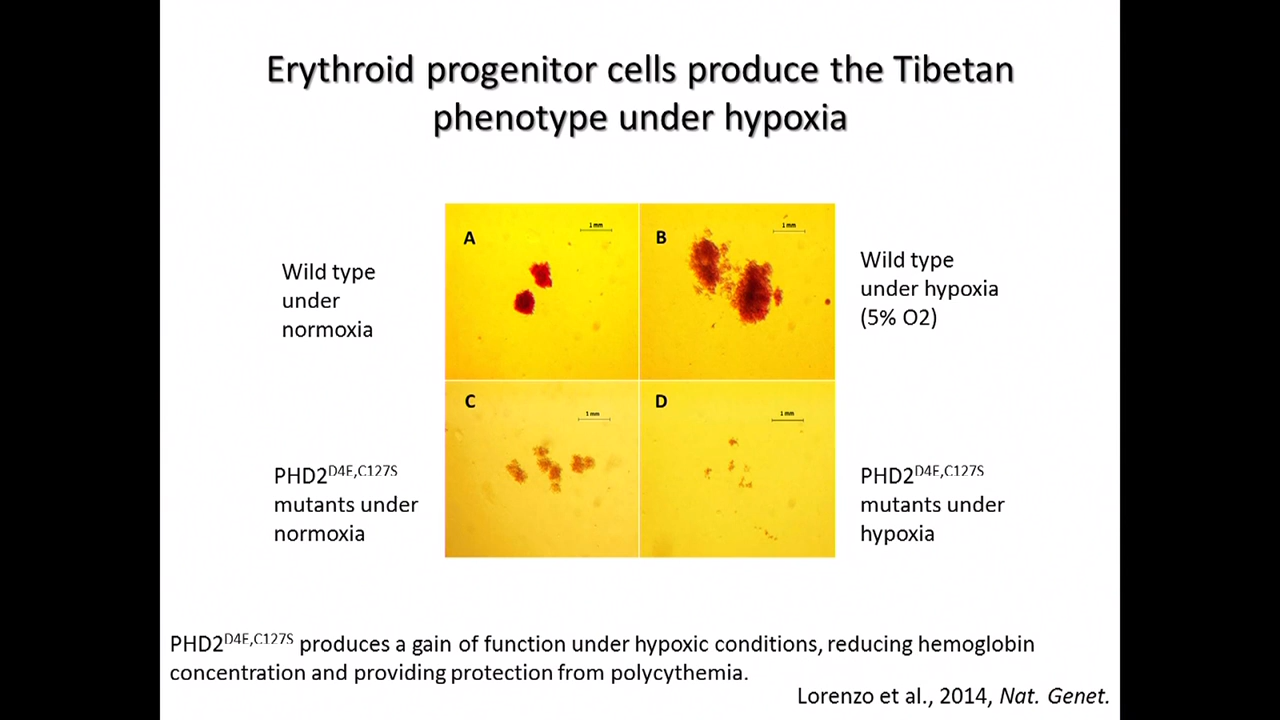 Erythroid progenitor cells produce the Tibetan
phenotype under hypoxia
Wild type
under
normoxia
A
1 mm
B
1 mm
Wild type
under hypoxia
(5% O2)
PHD2D4E,C127S
mutants under
normoxia
C
1 mm
D
1 mm
PHD2D4E,C127S
mutants under
hypoxia
PHD2D4E,C127S produces a gain of function under hypoxic conditions, reducing hemoglobin
concentration and providing protection from polycythemia.
Lorenzo et al., 2014, Nat. Genet.